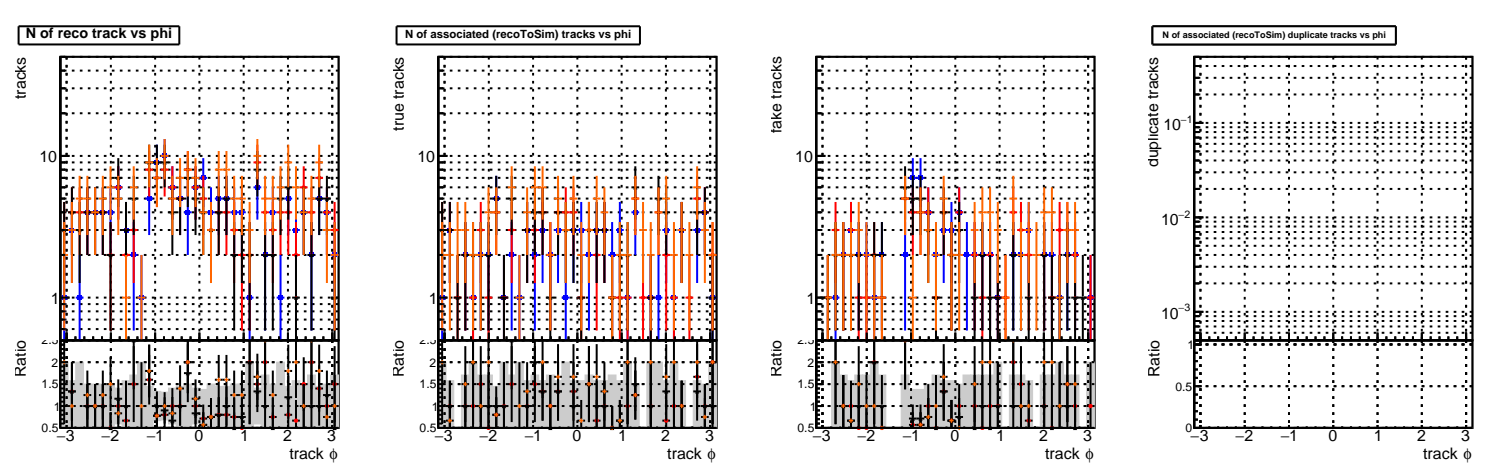 N of reco track vs phi
tracks
10
1
Ratio
2.5
2
1.5
1
0.5
−3 −2 −1 0 1 2 3
track ϕ
N of associated (recoToSim) tracks vs phi
true tracks
10
1
Ratio
2.5
2
1.5
1
0.5
−3 −2 −1 0 1 2 3
track ϕ
fake tracks
10
1
Ratio
2.5
2
1.5
1
0.5
−3 −2 −1 0 1 2 3
track ϕ
N of associated (recoToSim) duplicate tracks vs phi
duplicate tracks
10⁻¹
10⁻²
10⁻³
Ratio
1
0.5
0
−3 −2 −1 0 1 2 3
track ϕ